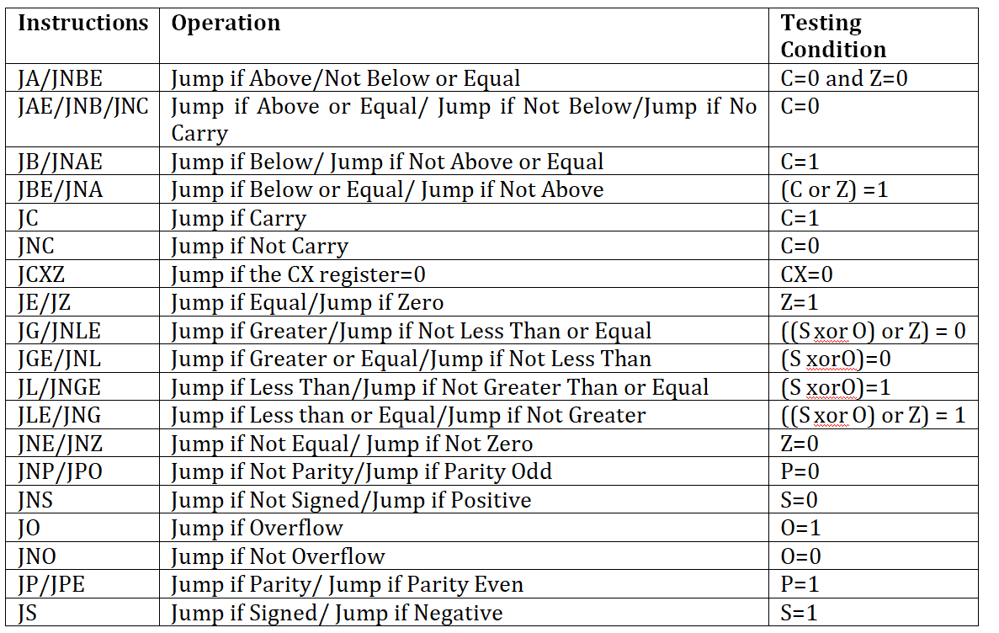 Instructions Operation Testing
Condition
JA/JNBE Jump if Above/Not Below or Equal C=0 and Z=0
JAE/JNB/JNC Jump if Above or Equal/ Jump if Not Below/Jump if No C=0
Carry
JB/JNAE Jump if Below/ Jump if Not Above or Equal C=1
JBE/JNA Jump if Below or Equal/ Jump if Not Above (C or Z) =1
JC Jump if Carry C=1
JNC Jump if Not Carry C=0
JCXZ Jump if the CX register=0 CX=0
JE/JZ Jump if Equal/Jump if Zero Z=1
JG/JNLE Jump if Greater/Jump if Not Less Than or Equal ((S xor O) or Z) = 0
JGE/JNL Jump if Greater or Equal/Jump if Not Less Than (S xorO)=0
JL/JNGE Jump if Less Than/Jump if Not Greater Than or Equal (S xorO)=1
JLE/JNG Jump if Less than or Equal/Jump if Not Greater ((S xor O) or Z) = 1
JNE/JNZ Jump if Not Equal/ Jump if Not Zero Z=0
JNP/JPO Jump if Not Parity/Jump if Parity Odd P=0
JNS Jump if Not Signed/Jump if Positive S=0
JO Jump if Overflow O=1
JNO Jump if Not Overflow O=0
JP/JPE Jump if Parity/ Jump if Parity Even P=1
JS Jump if Signed/ Jump if Negative S=1